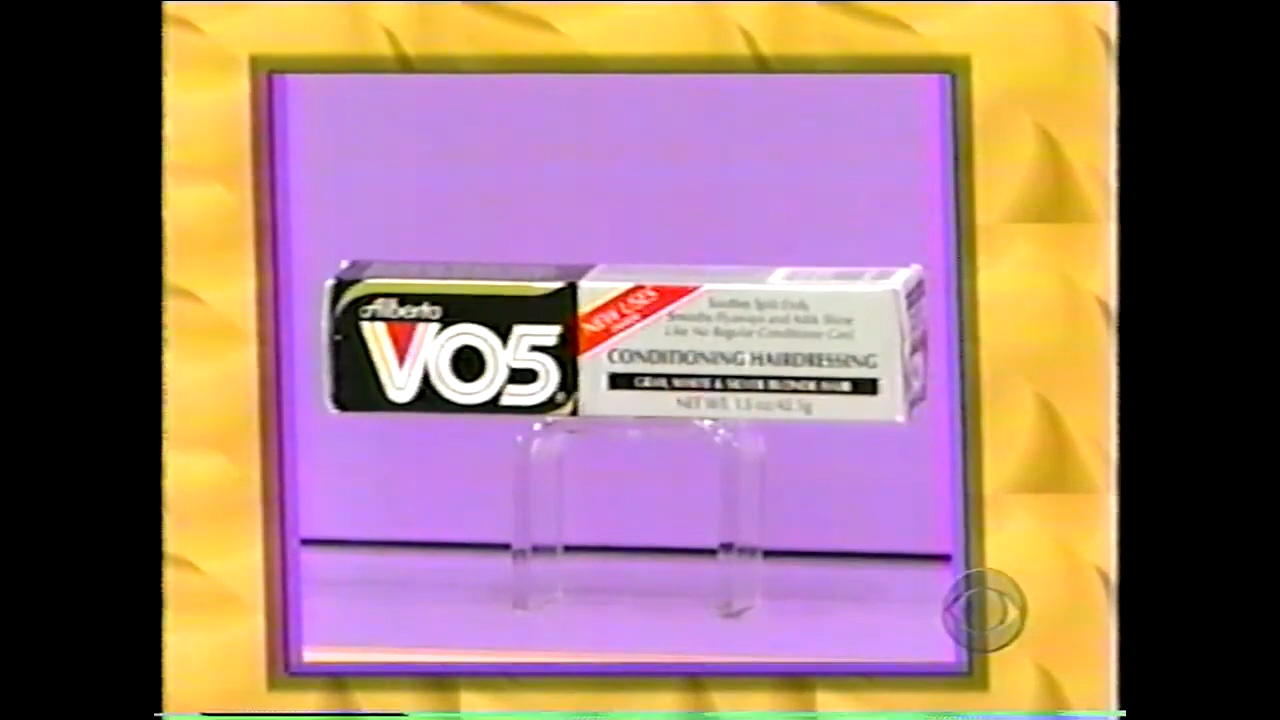 Alberto
VO5
NEW USES
Soothes Split Ends
Smooths Flyaways and Adds Shine
Like No Regular Conditioner Can!
CONDITIONING HAIRDRESSING
GRAY, WHITE & SILVER BLONDE HAIR
NET WT. 1.5 oz/42.5g